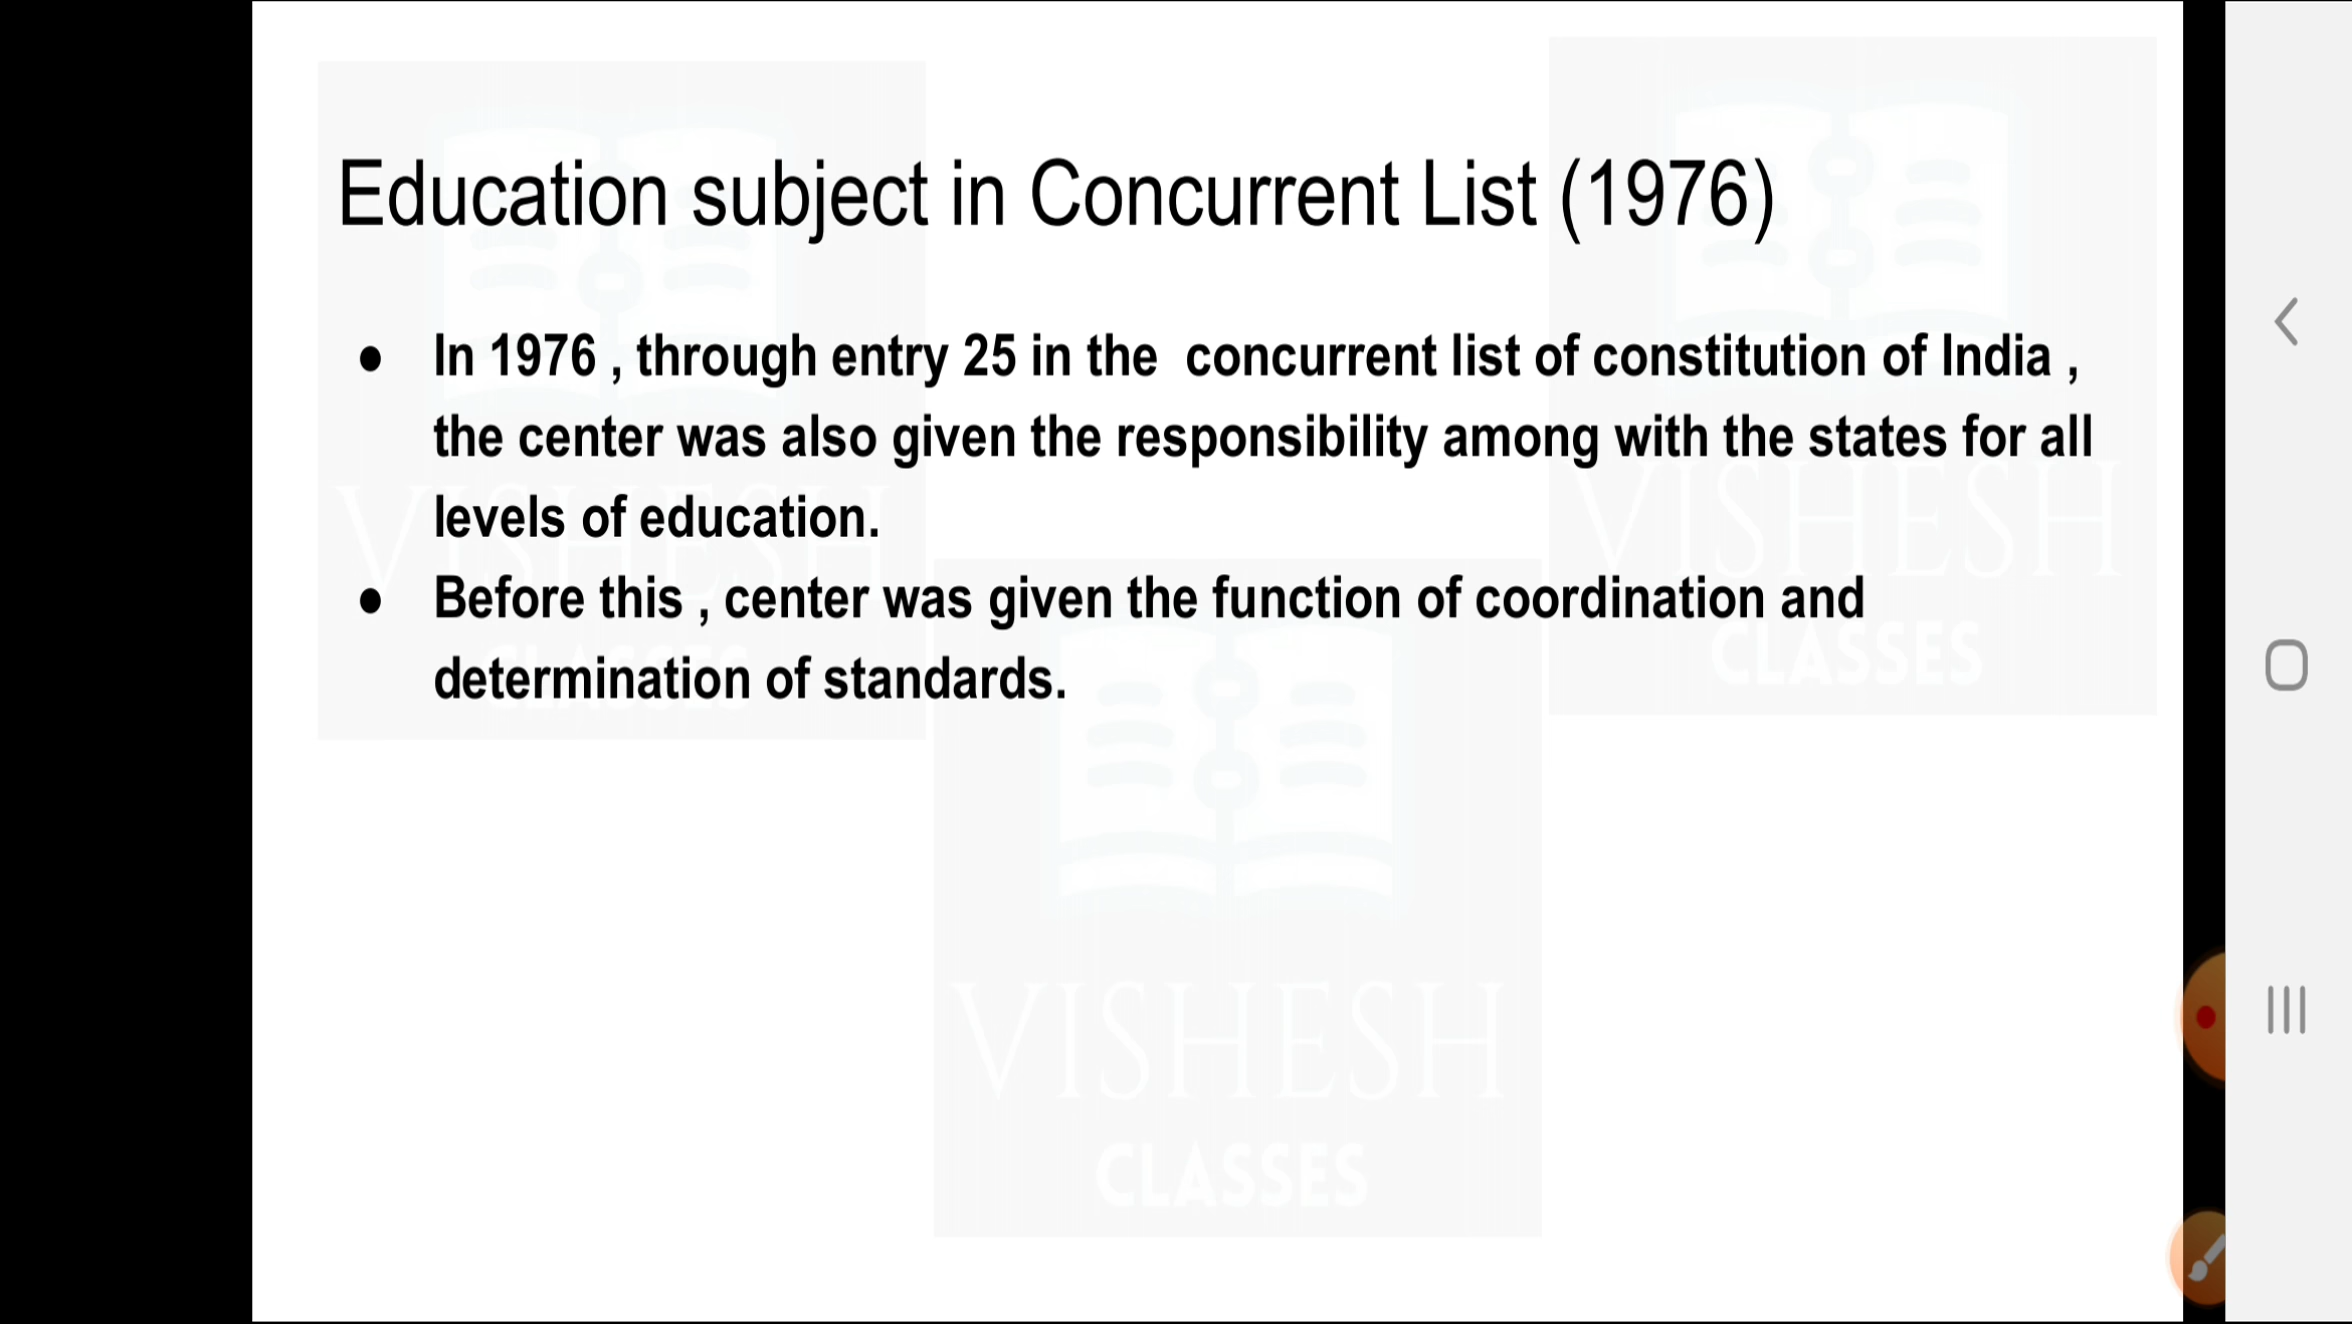 Education subject in Concurrent List (1976)
● In 1976 , through entry 25 in the concurrent list of constitution of India ,
the center was also given the responsibility among with the states for all
levels of education.
● Before this , center was given the function of coordination and
determination of standards.
VISHESH
CLASSES
VISHESH
CLASSES
VISHESH
CLASSES